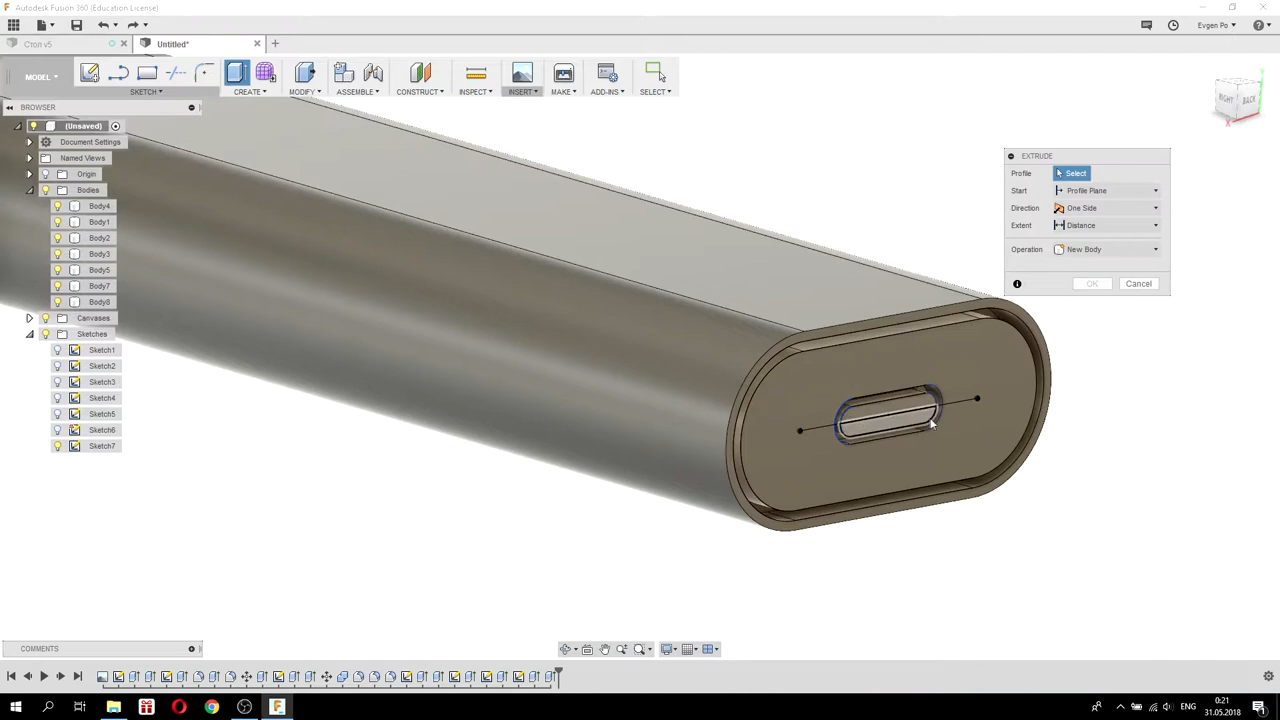 Autodesk Fusion 360 (Education License)
Evgen Po
Стол v5
Untitled*
MODEL
SKETCH
CREATE
MODIFY
ASSEMBLE
CONSTRUCT
INSPECT
INSERT
MAKE
ADD-INS
SELECT
BROWSER
(Unsaved)
Document Settings
Named Views
Origin
Bodies
Body4
Body1
Body2
Body3
Body5
Body7
Body8
Canvases
Sketches
Sketch1
Sketch2
Sketch3
Sketch4
Sketch5
Sketch6
Sketch7
RIGHT
BACK
X
EXTRUDE
Profile Select
Start Profile Plane
Direction One Side
Extent Distance
Operation New Body
OK Cancel
COMMENTS
ENG
0:21
31.05.2018